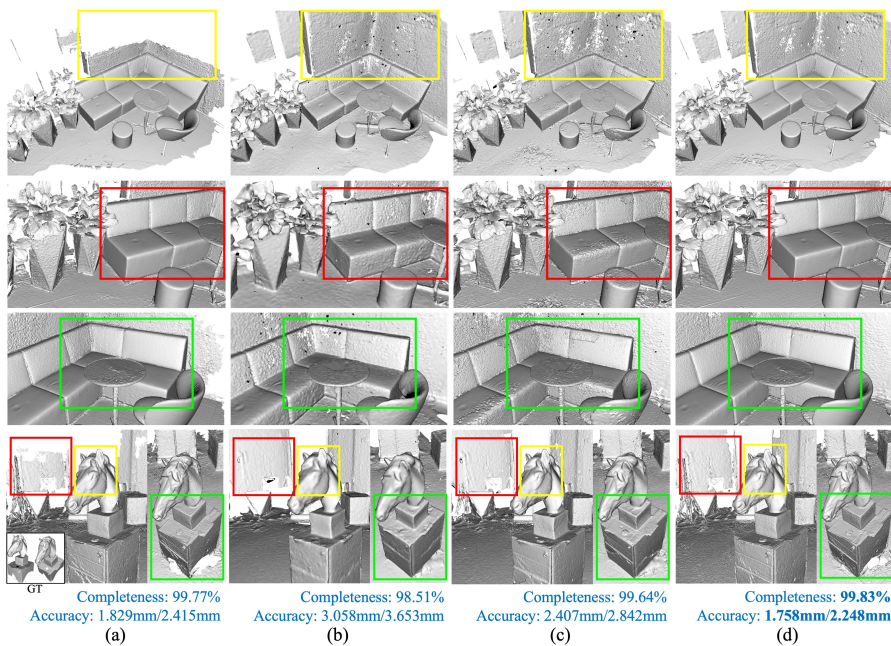 GT
Completeness: 99.77%
Accuracy: 1.829mm/2.415mm
(a)
Completeness: 98.51%
Accuracy: 3.058mm/3.653mm
(b)
Completeness: 99.64%
Accuracy: 2.407mm/2.842mm
(c)
Completeness: 99.83%
Accuracy: 1.758mm/2.248mm
(d)